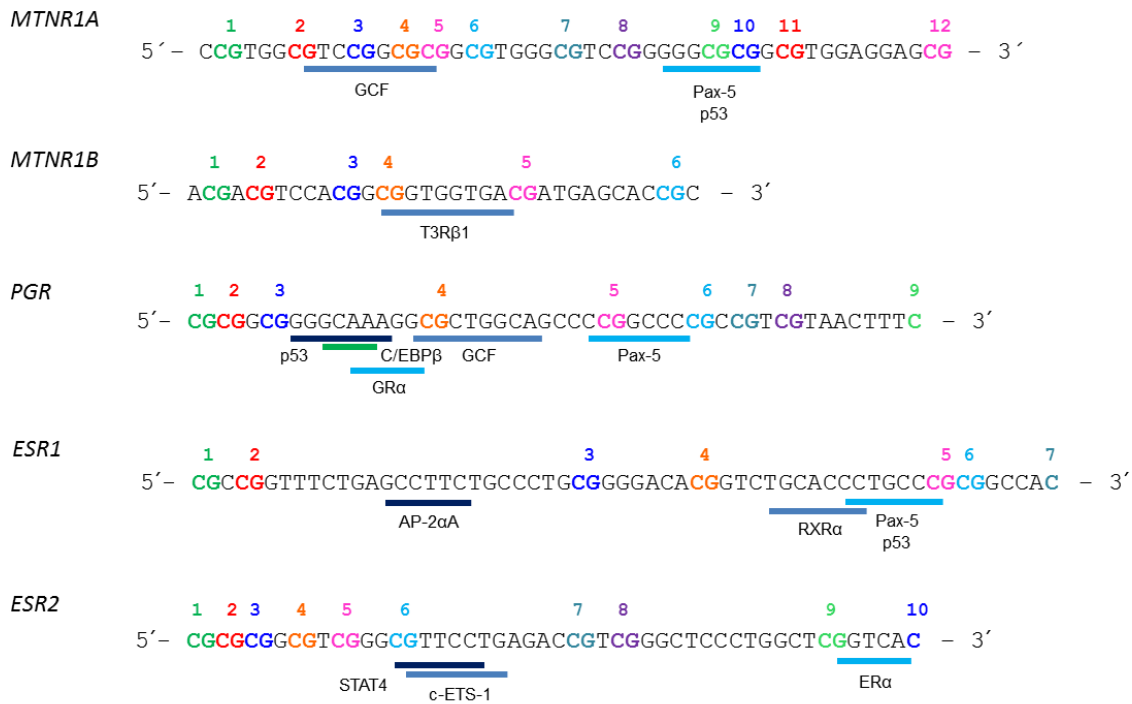 MTNR1A
1 2 3 4 5 6 7 8 9 10 11 12
5´- CCGTGGCGTCCGGCGCGGCGTGGGCGTCCGGGGGCGCGGCGTGGAGGAGCG - 3´
GCF Pax-5
p53
MTNR1B
1 2 3 4 5 6
5´- ACGACGTCCACGGCGGTGGTGACGATGAGCACCGC - 3´
T3Rβ1
PGR
1 2 3 4 5 6 7 8 9
5´- CGCGGCGGGGCAAAGGCGCTGGCAGCCCCGGCCCCGCCGTCGTAACTTTC - 3´
p53 C/EBPβ GCF Pax-5
GRα
ESR1
1 2 3 4 5 6 7
5´- CGCCGGTTTCTGAGCCTTCTGCCCTGCGGGGACACGGTCTGCACCCTGCCCGCGGCCAC - 3´
AP-2αA RXRα Pax-5
p53
ESR2
1 2 3 4 5 6 7 8 9 10
5´- CGCGCGGCGTCGGGCGTTCCTGAGACCGTCGGGCTCCCTGGCTCGGTCAC - 3´
STAT4 c-ETS-1 ERα